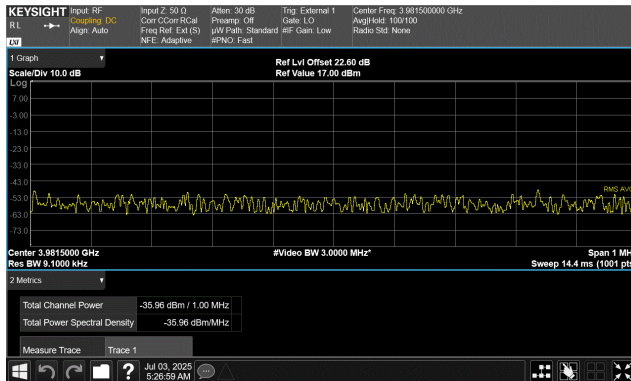 KEYSIGHT Input: RF Input Z: 50 Ω Atten: 30 dB Trig: External 1 Center Freq: 3.981500000 GHz
RL Coupling: DC Corr CCorr RCal Preamp: Off Gate: LO Avg|Hold: 100/100
Align: Auto Freq Ref: Ext (S) µW Path: Standard #IF Gain: Low Radio Std: None
LXI NFE: Adaptive #PNO: Fast
1 Graph
Ref Lvl Offset 22.60 dB
Scale/Div 10.0 dB Ref Value 17.00 dBm
Log
7.00
-3.00
-13.0
-23.0
-33.0
-43.0
RMS AVG
-53.0
-63.0
-73.0
Center 3.9815000 GHz #Video BW 3.0000 MHz* Span 1 MH
Res BW 9.1000 kHz Sweep 14.4 ms (1001 pts
2 Metrics
Total Channel Power -35.96 dBm / 1.00 MHz
Total Power Spectral Density -35.96 dBm/MHz
Measure Trace Trace 1
? Jul 03, 2025
5:26:59 AM